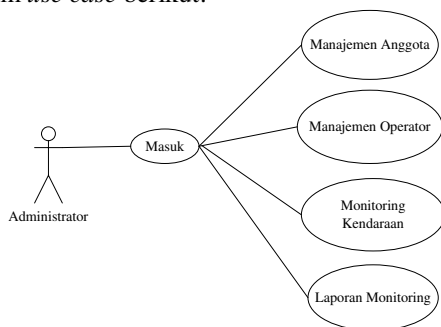 use case berikut:
Manajemen Anggota
Manajemen Operator
Masuk
Administrator
Monitoring
Kendaraan
Laporan Monitoring